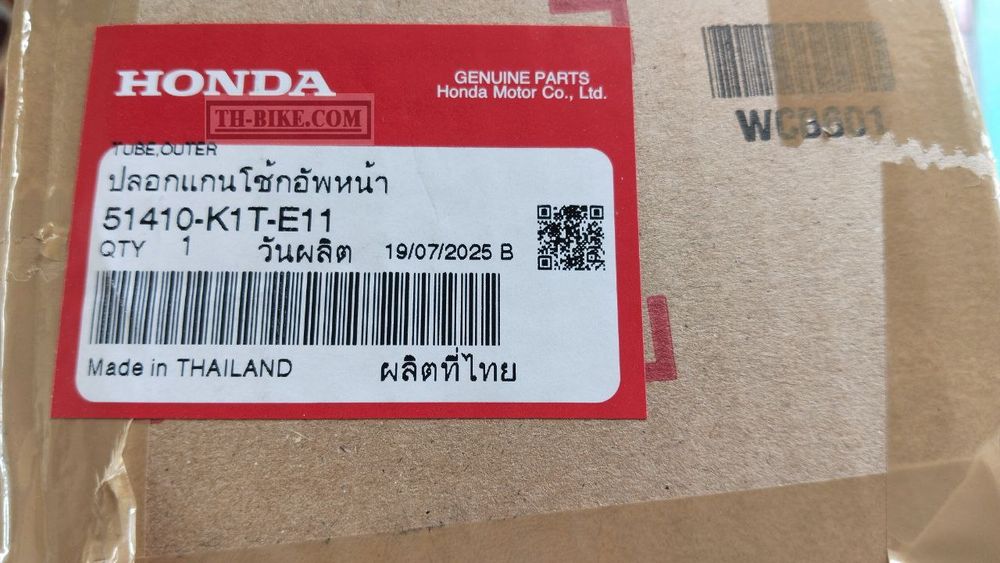 HONDA
GENUINE PARTS
Honda Motor Co., Ltd.
TH-BIKE.COM
WCB601
TUBE,OUTER
ปลอกแกนโช้กอัพหน้า
51410-K1T-E11
QTY 1 วันผลิต 19/07/2025 B
Made in THAILAND ผลิตที่ไทย